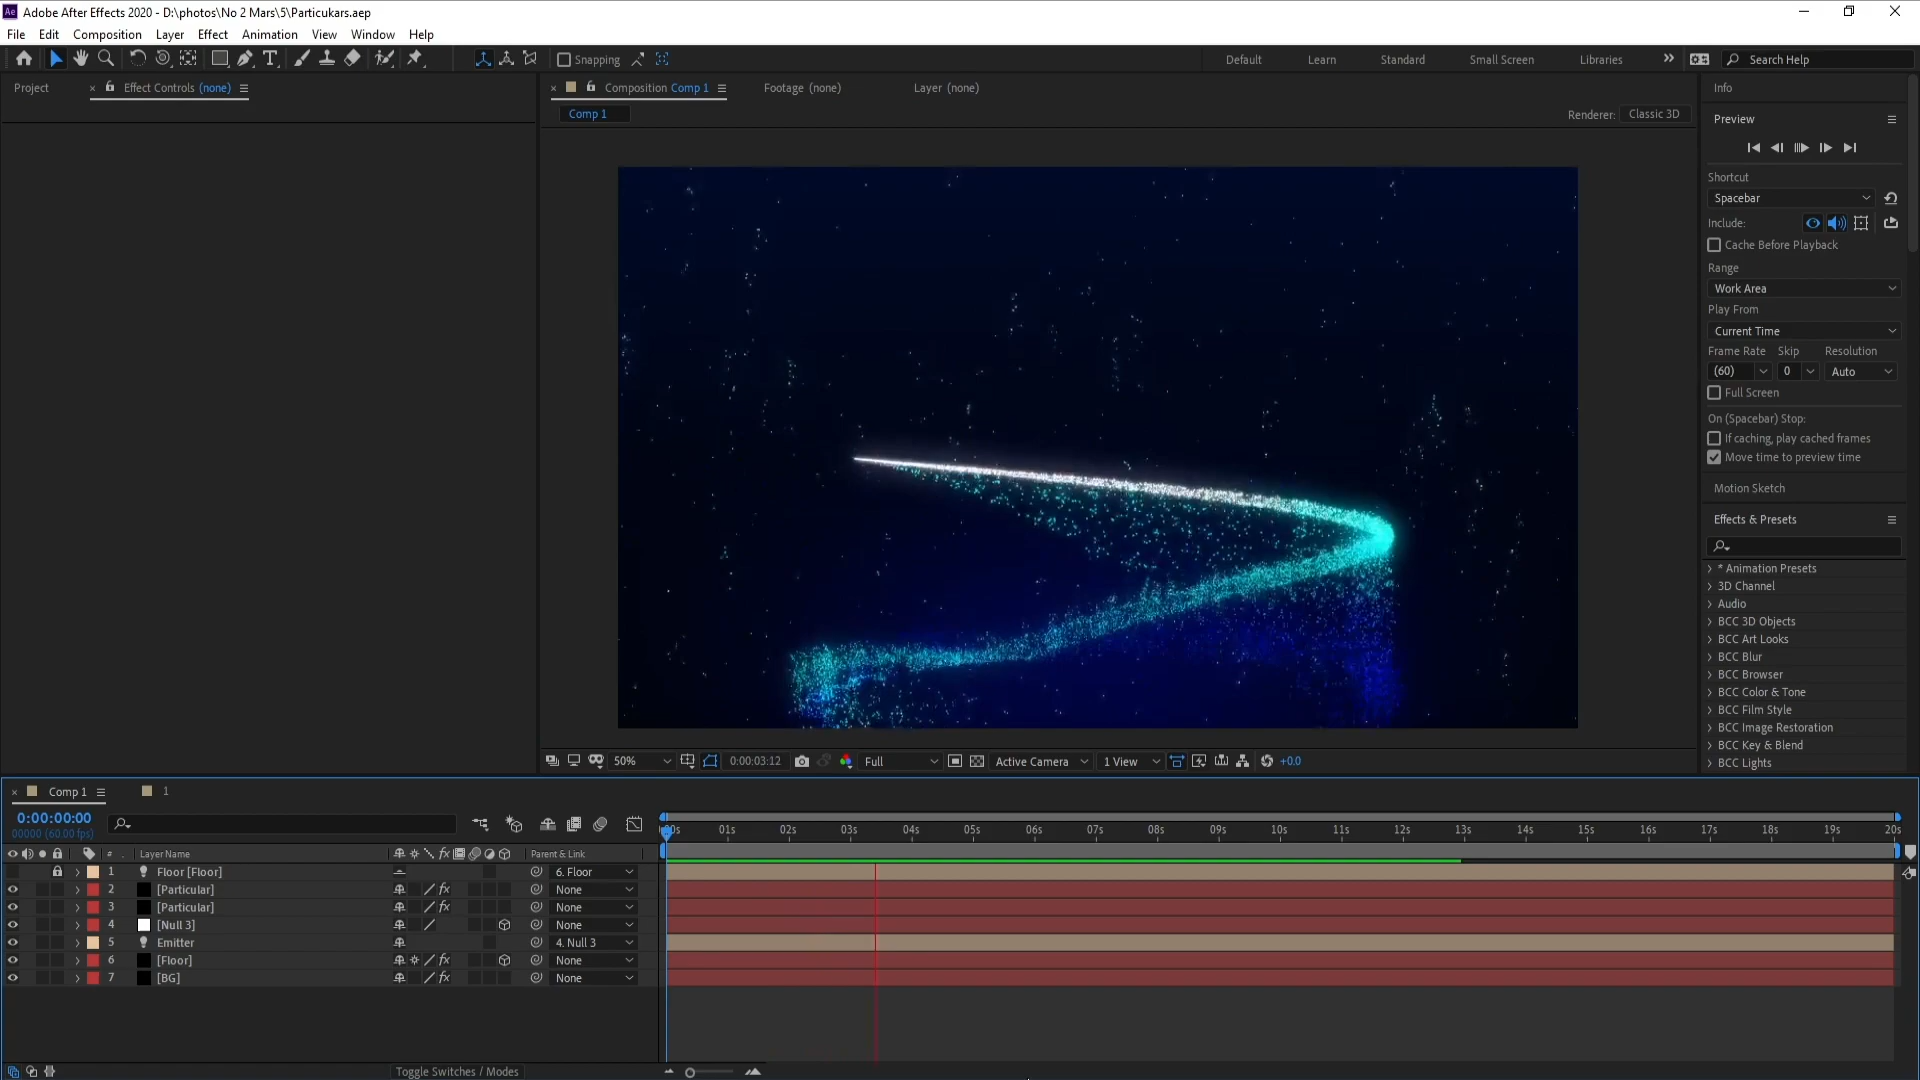 Adobe After Effects 2020 - D:\photos\No 2 Mars\5\Particukars.aep
File Edit Composition Layer Effect Animation View Window Help
Snapping Default Learn Standard Small Screen Libraries Search Help
Project Effect Controls (none) Composition Comp 1 Footage (none) Layer (none)
Comp 1 Renderer: Classic 3D
Info
Preview
Shortcut
Spacebar
Include:
Cache Before Playback
Range
Work Area
Play From
Current Time
Frame Rate Skip Resolution
(60) 0 Auto
Full Screen
On (Spacebar) Stop:
If caching, play cached frames
Move time to preview time
Motion Sketch
Effects & Presets
* Animation Presets
3D Channel
Audio
BCC 3D Objects
BCC Art Looks
BCC Blur
BCC Browser
BCC Color & Tone
BCC Film Style
BCC Image Restoration
BCC Key & Blend
BCC Lights
50% 0:00:03:12 Full Active Camera 1 View +0.0
Comp 1 1
0:00:00:00
00000 (60.00 fps)
00s 01s 02s 03s 04s 05s 06s 07s 08s 09s 10s 11s 12s 13s 14s 15s 16s 17s 18s 19s 20s
# Layer Name Parent & Link
1 Floor [Floor] 6. Floor
2 [Particular] None
3 [Particular] None
4 [Null 3] None
5 Emitter 4. Null 3
6 [Floor] None
7 [BG] None
Toggle Switches / Modes